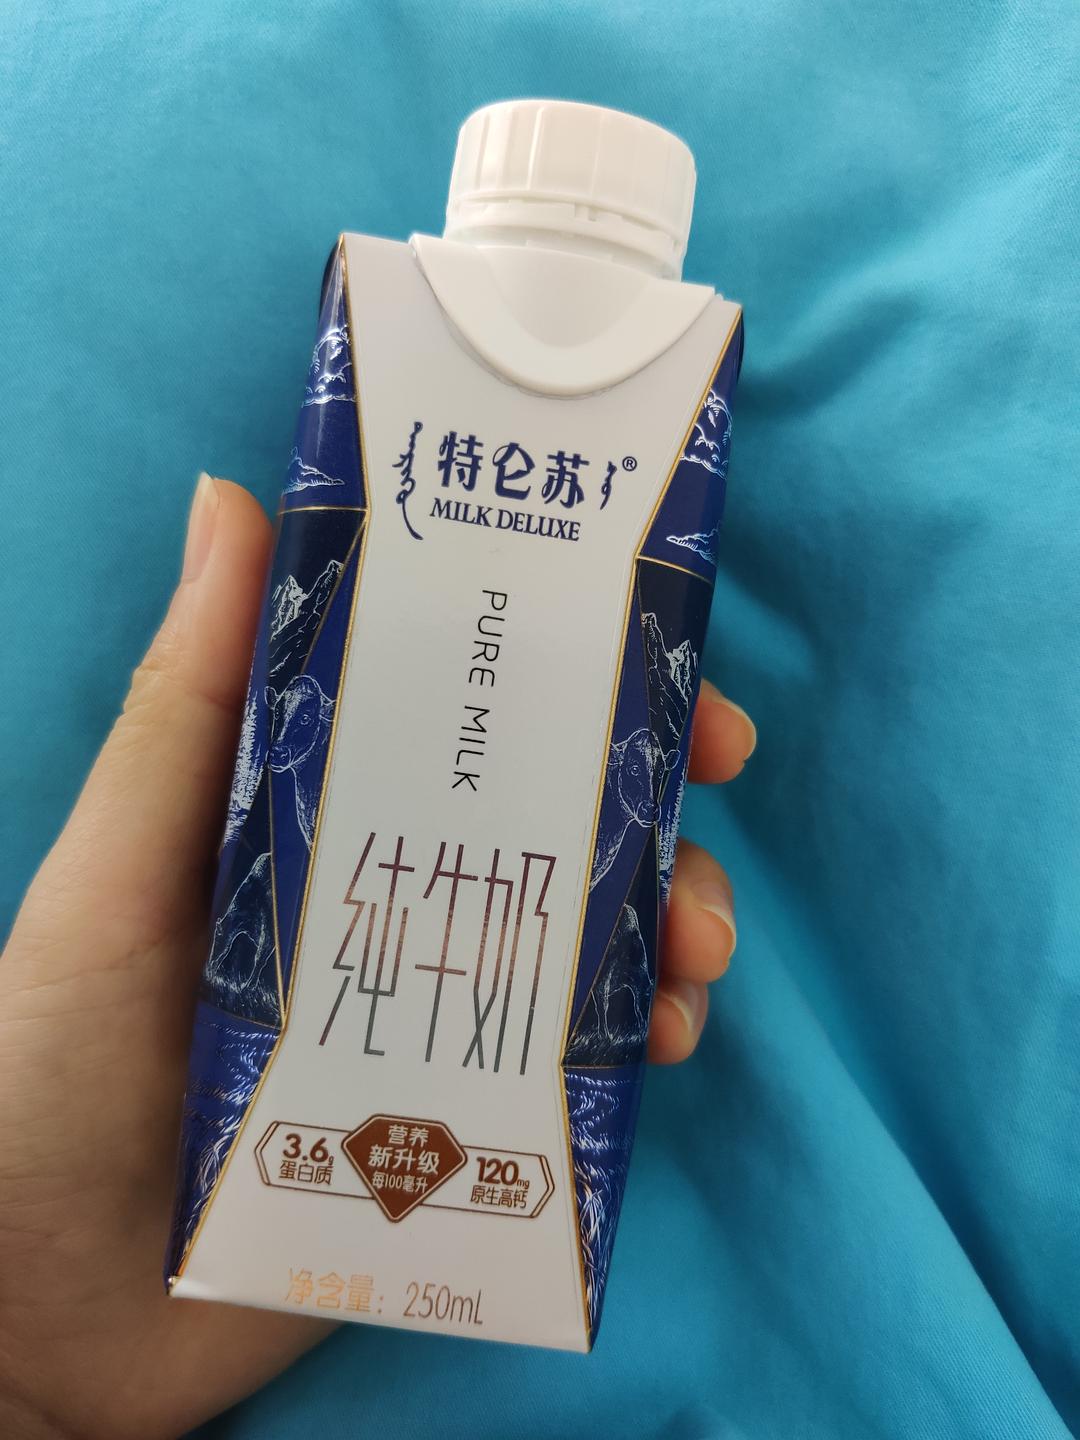 特仑苏®
MILK DELUXE
PURE MILK
纯牛奶
3.6g
蛋白质
营养
新升级
每100毫升
120mg
原生高钙
净含量：250mL